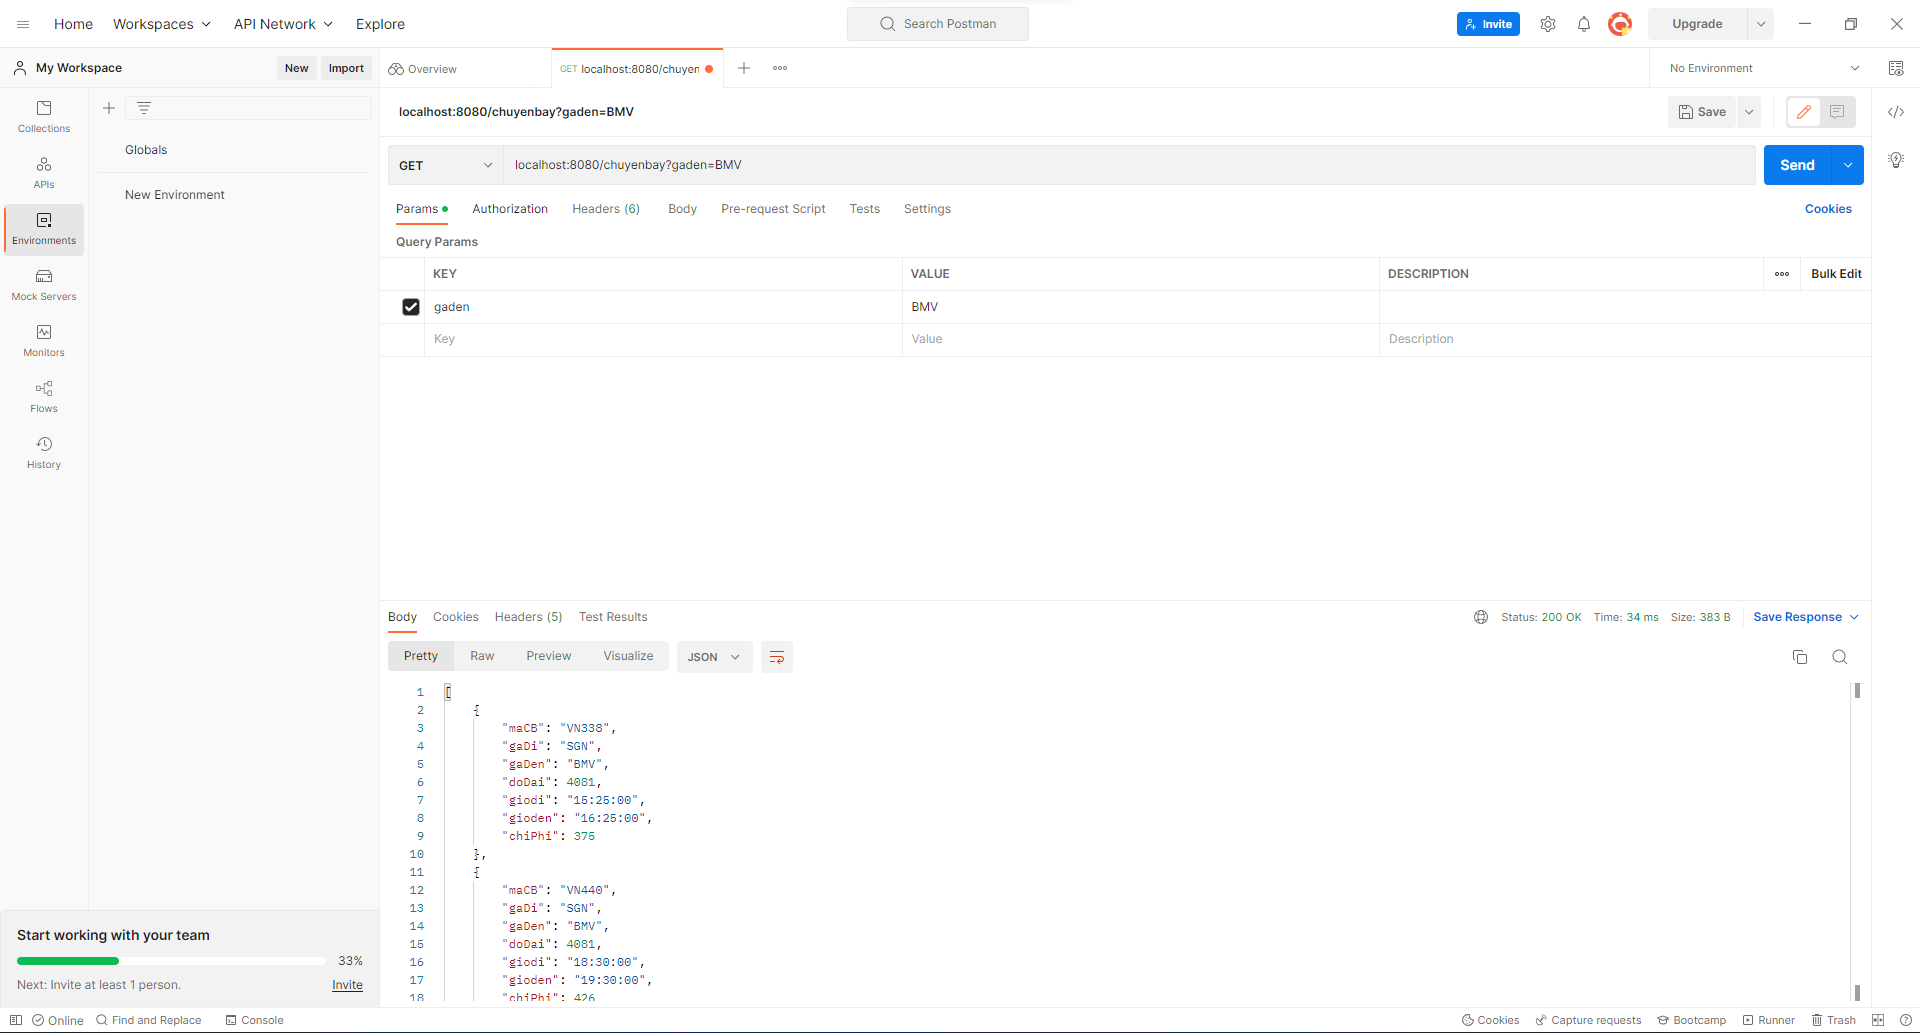 Home Workspaces API Network Explore Search Postman Invite Upgrade
My Workspace New Import Overview GET localhost:8080/chuyen No Environment
localhost:8080/chuyenbay?gaden=BMV Save
Collections
Globals
APIs
New Environment
Environments
Mock Servers
Monitors
Flows
History
GET localhost:8080/chuyenbay?gaden=BMV Send
Params Authorization Headers (6) Body Pre-request Script Tests Settings Cookies
Query Params
KEY VALUE DESCRIPTION Bulk Edit
gaden BMV
Key Value Description
Body Cookies Headers (5) Test Results Status: 200 OK Time: 34 ms Size: 383 B Save Response
Pretty Raw Preview Visualize JSON
1 [
2 {
3 "maCB": "VN338",
4 "gaDi": "SGN",
5 "gaDen": "BMV",
6 "doDai": 4081,
7 "giodi": "15:25:00",
8 "gioden": "16:25:00",
9 "chiPhi": 375
10 },
11 {
12 "maCB": "VN440",
13 "gaDi": "SGN",
14 "gaDen": "BMV",
15 "doDai": 4081,
16 "giodi": "18:30:00",
17 "gioden": "19:30:00",
18 "chiPhi": 426
Start working with your team
33%
Next: Invite at least 1 person. Invite
Online Find and Replace Console Cookies Capture requests Bootcamp Runner Trash